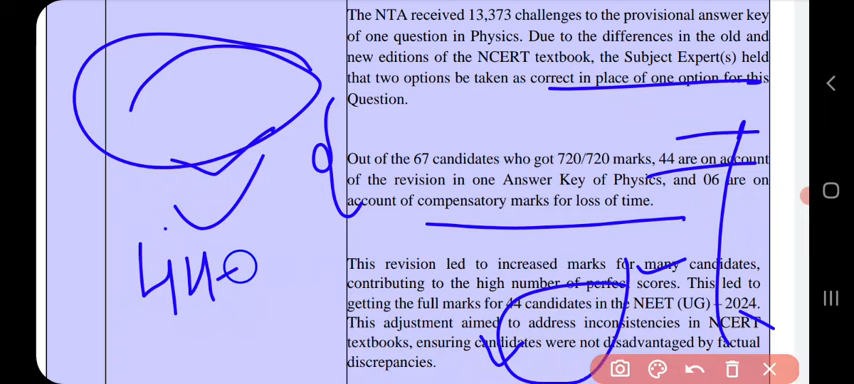 The NTA received 13,373 challenges to the provisional answer key
of one question in Physics. Due to the differences in the old and
new editions of the NCERT textbook, the Subject Expert(s) held
that two options be taken as correct in place of one option for this
Question.
Out of the 67 candidates who got 720/720 marks, 44 are on account
of the revision in one Answer Key of Physics, and 06 are on
account of compensatory marks for loss of time.
This revision led to increased marks for many candidates,
contributing to the high number of perfect scores. This led to
getting the full marks for 44 candidates in the NEET (UG) - 2024.
This adjustment aimed to address inconsistencies in NCERT
textbooks, ensuring candidates were not disadvantaged by factual
discrepancies.